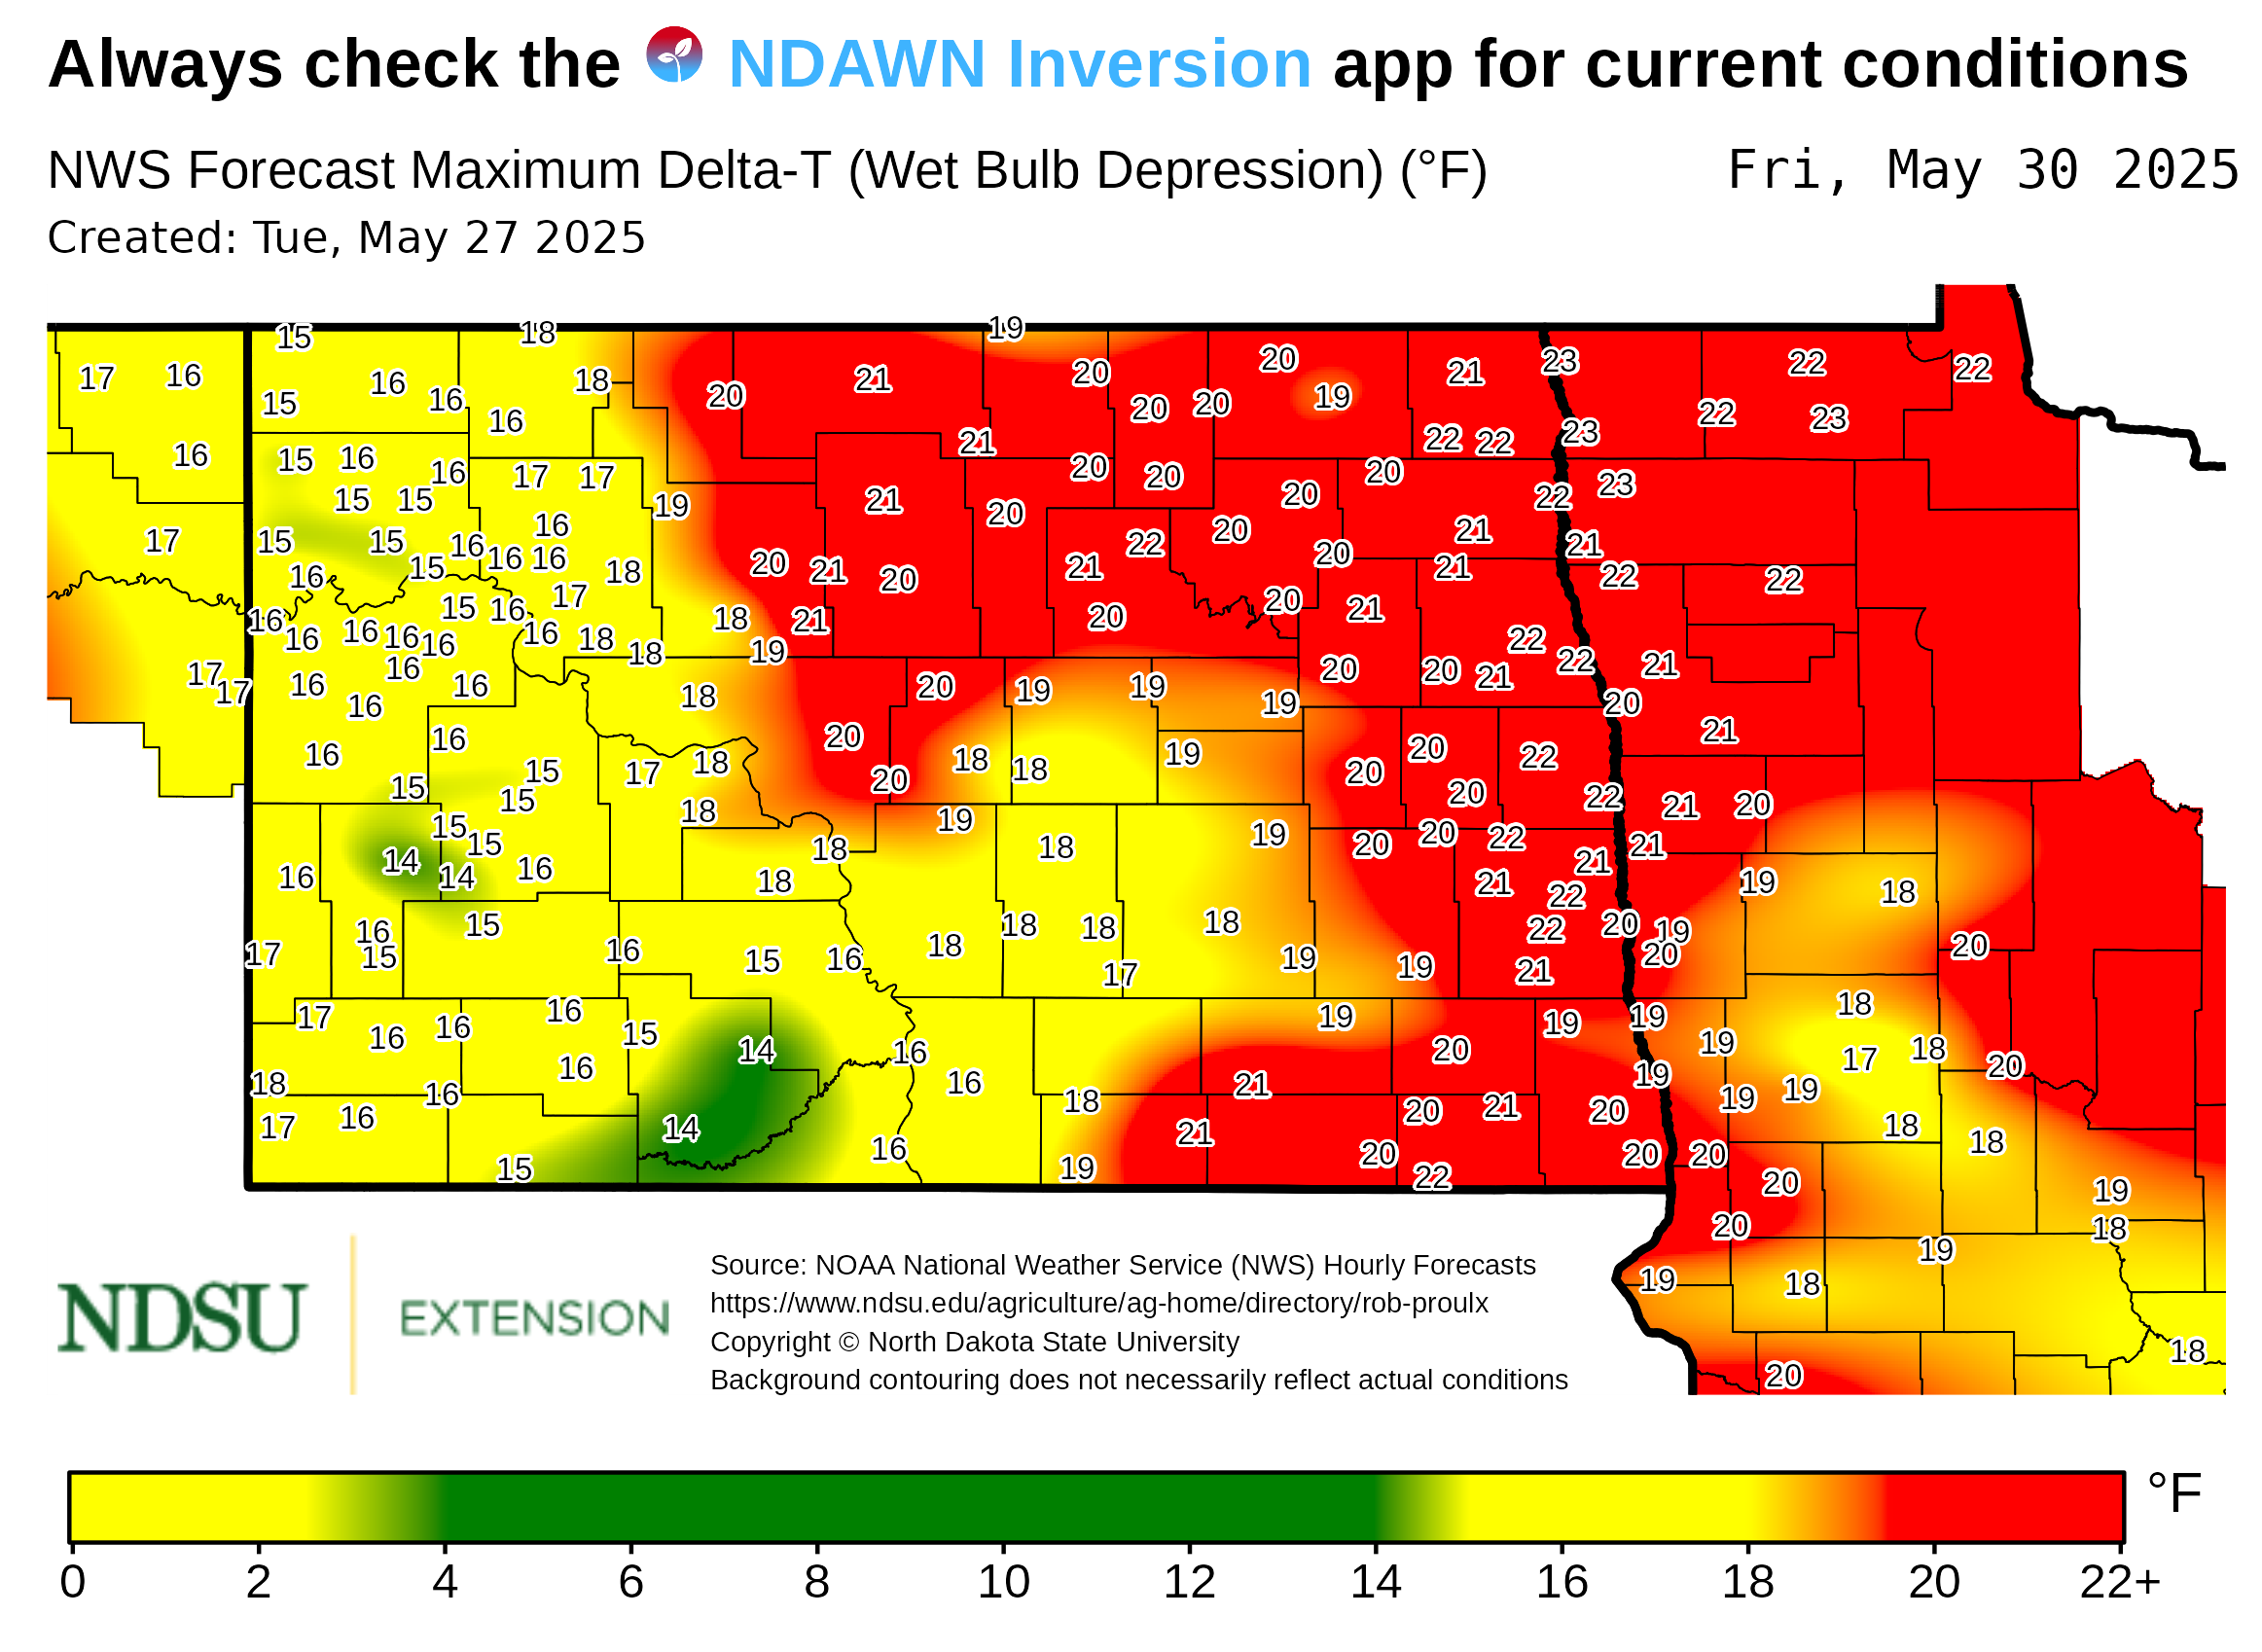 Always check the NDAWN Inversion app for current conditions
NWS Forecast Maximum Delta-T (Wet Bulb Depression) (°F) Fri, May 30 2025
Created: Tue, May 27 2025
15 18 19
17 16 16 18 21 20 20 21 23 22 22
15 16 16 20 20 20 19 22 23
16 15 16 16 17 17 21 20 20 22 22 23
15 15 19 21 20 20 20 22 23
17 15 15 16 16 16 16 18 20 21 20 22 20 20 21 21
16 15 15 16 17 18 21 21 20 20 21 21 22 22
16 16 16 16 16 16 18 18 19 20 21 22 22 21
17 17 16 16 16 16 18 20 19 19 19 20 21 20
16 16 15 17 18 20 18 18 19 20 20 22 21
15 15 18 20 20 22 21 20
15 15 18 19 18 19 20 20 22 21
16 14 14 16 18 21 21 22 19 18
16 15 15 18 18 18 22 20 19
17 15 16 15 16 18 17 19 19 21 20 20
17 16 16 16 15 14 16 19 20 19 19 19 18
18 16 16 16 18 21 19 19 19 17 18 20
17 16 14 16 21 20 21 20 18 18
15 19 20 22 20 20 20 19
20 18
19 18 19
20 18
NDSU EXTENSION
Source: NOAA National Weather Service (NWS) Hourly Forecasts
https://www.ndsu.edu/agriculture/ag-home/directory/rob-proulx
Copyright © North Dakota State University
Background contouring does not necessarily reflect actual conditions
°F
0 2 4 6 8 10 12 14 16 18 20 22+